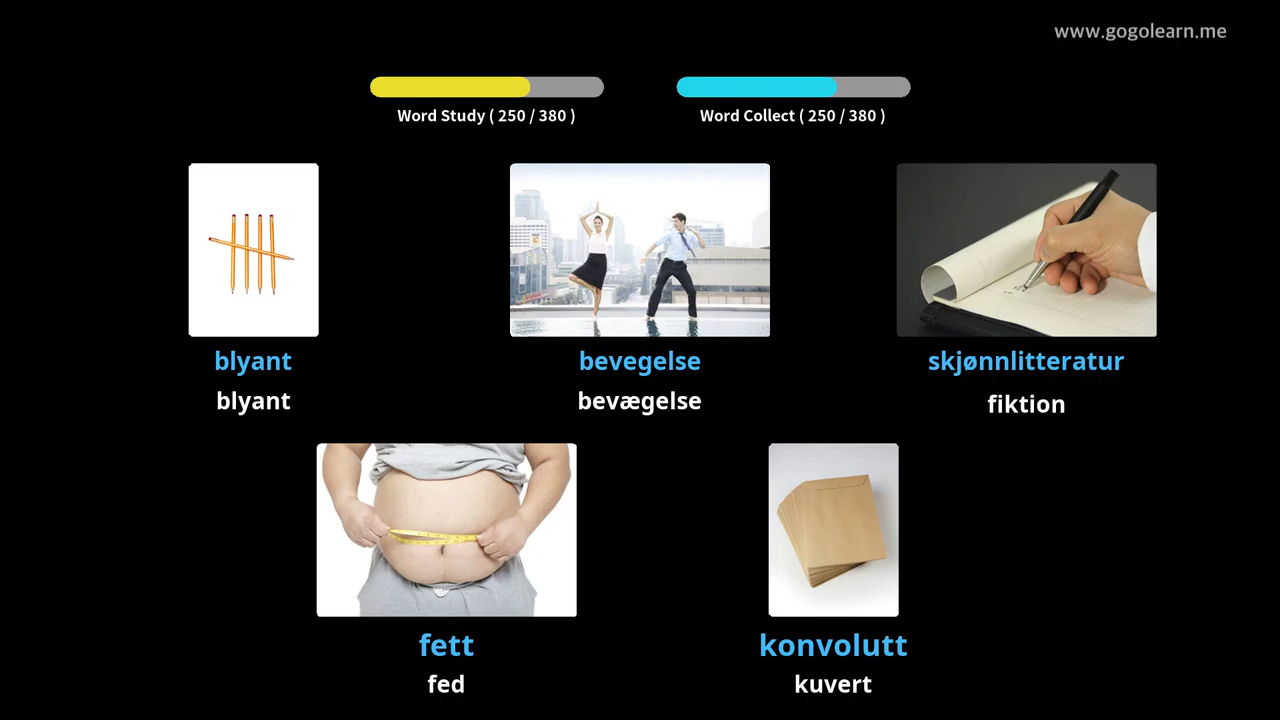 www.gogolearn.me
Word Study ( 250 / 380 )
Word Collect ( 250 / 380 )
blyant
blyant
bevegelse
bevægelse
skjønnlitteratur
fiktion
fett
fed
konvolutt
kuvert